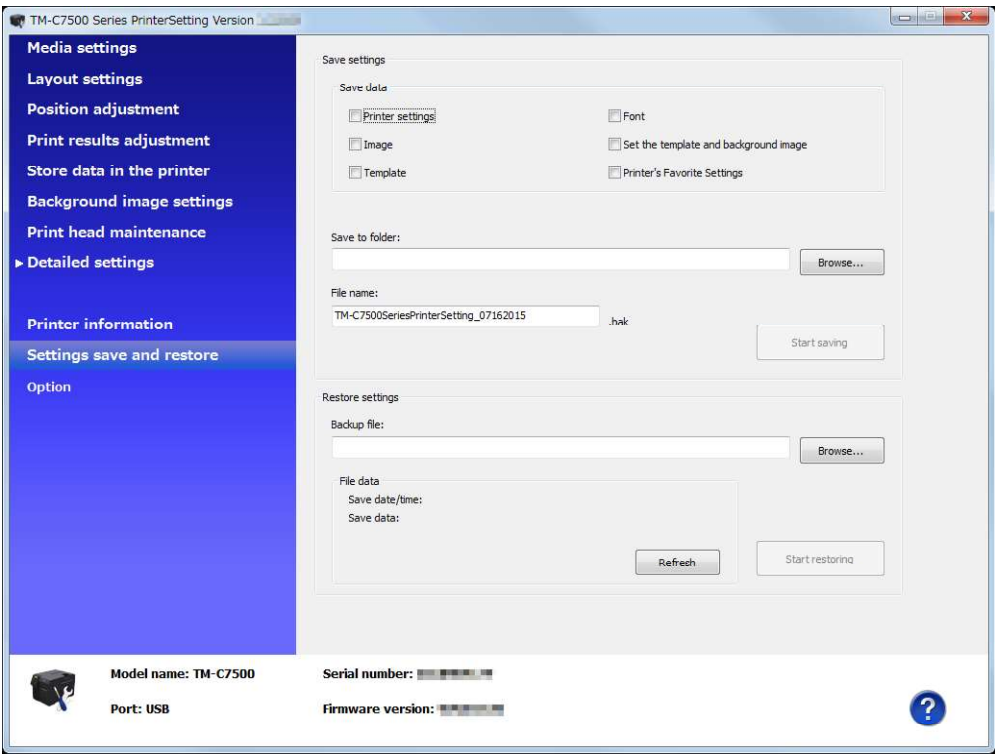 TM-C7500 Series PrinterSetting Version
Media settings
Layout settings
Position adjustment
Print results adjustment
Store data in the printer
Background image settings
Print head maintenance
Detailed settings
Printer information
Settings save and restore
Option
Save settings
Save data
Printer settings
Font
Image
Set the template and background image
Template
Printer's Favorite Settings
Save to folder:
Browse...
File name:
TM-C7500SeriesPrinterSetting_07162015
.bak
Start saving
Restore settings
Backup file:
Browse...
File data
Save date/time:
Save data:
Refresh
Start restoring
Model name: TM-C7500
Serial number:
Port: USB
Firmware version:
?